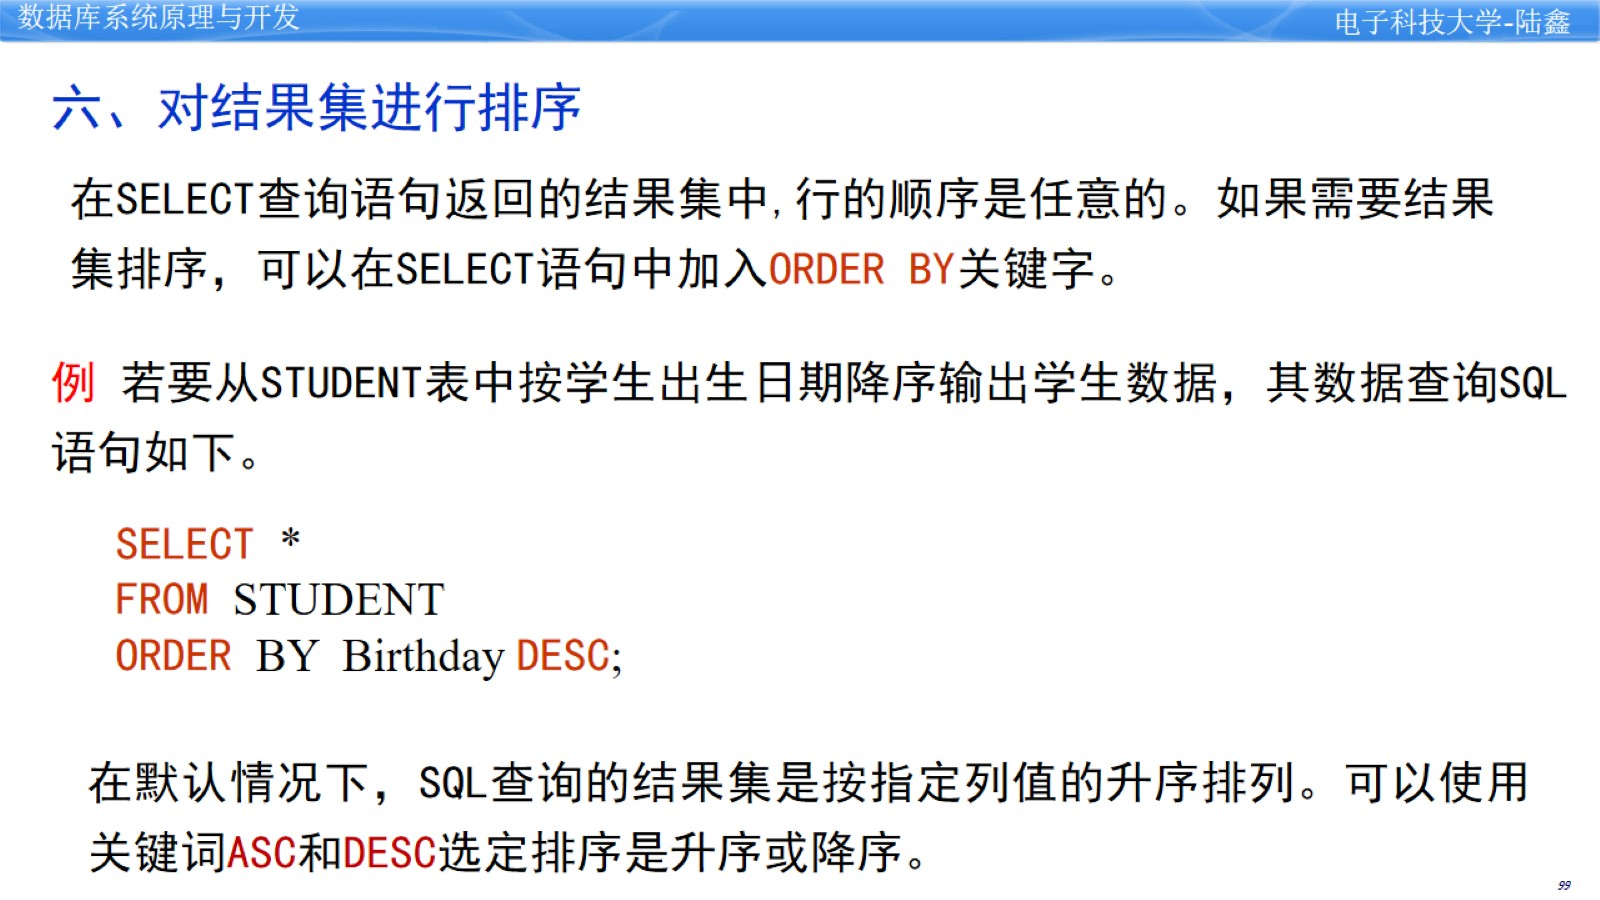 数据库系统原理与开发
电子科技大学-陆鑫
六、对结果集进行排序
在SELECT查询语句返回的结果集中,行的顺序是任意的。如果需要结果
集排序，可以在SELECT语句中加入ORDER BY关键字。
例 若要从STUDENT表中按学生出生日期降序输出学生数据，其数据查询SQL
语句如下。
SELECT *
FROM STUDENT
ORDER BY Birthday DESC;
在默认情况下，SQL查询的结果集是按指定列值的升序排列。可以使用
关键词ASC和DESC选定排序是升序或降序。
99